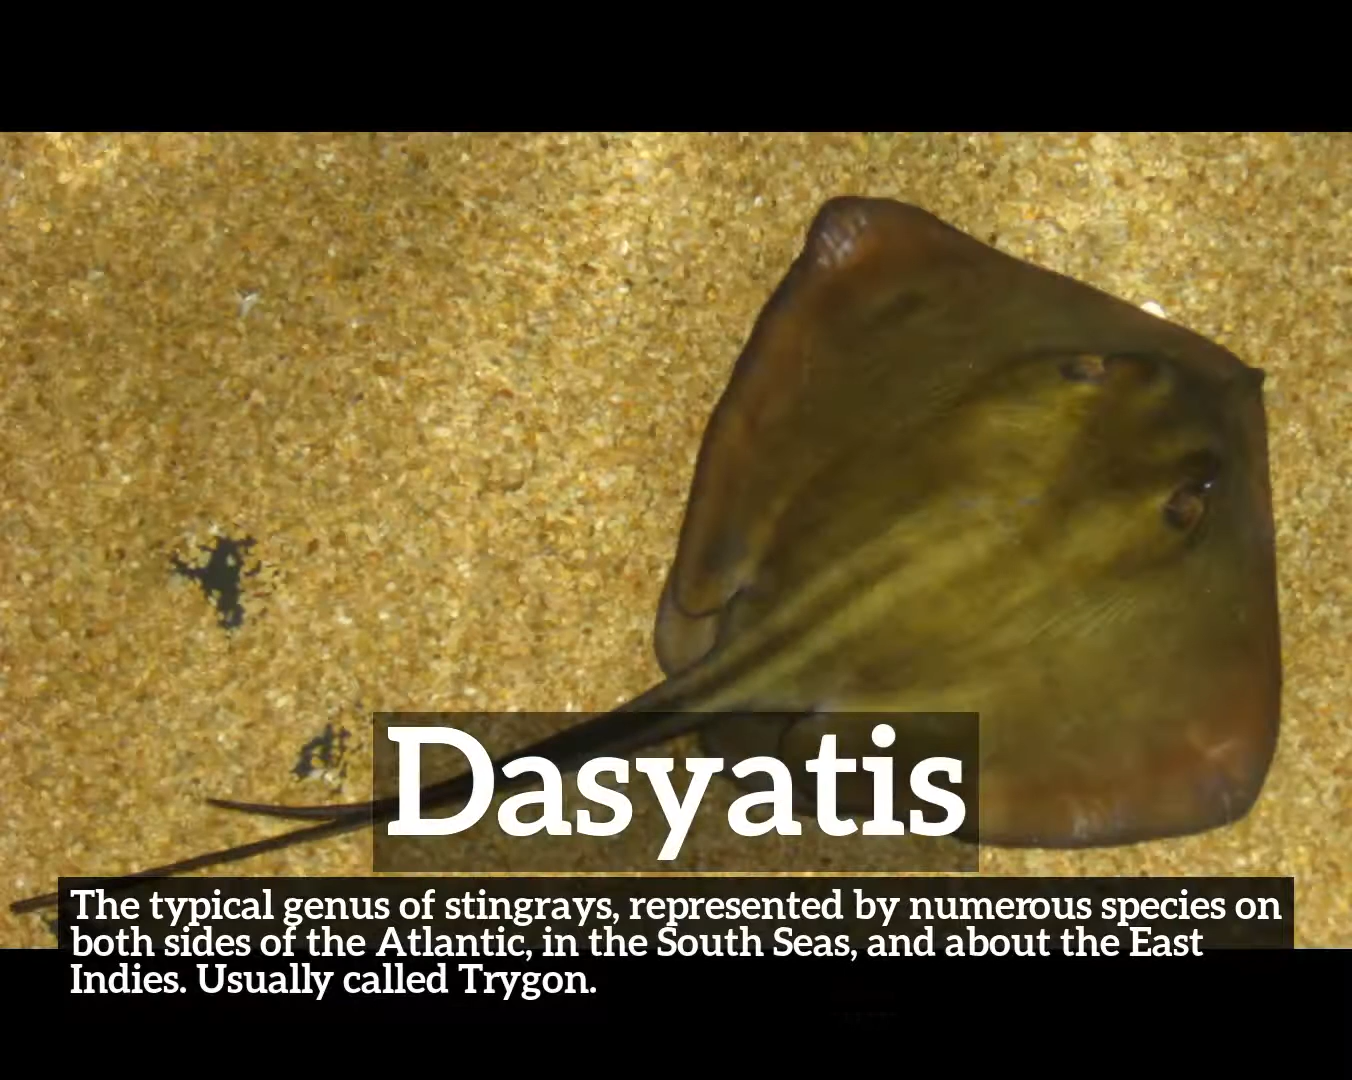 Dasyatis
The typical genus of stingrays, represented by numerous species on
both sides of the Atlantic, in the South Seas, and about the East
Indies. Usually called Trygon.